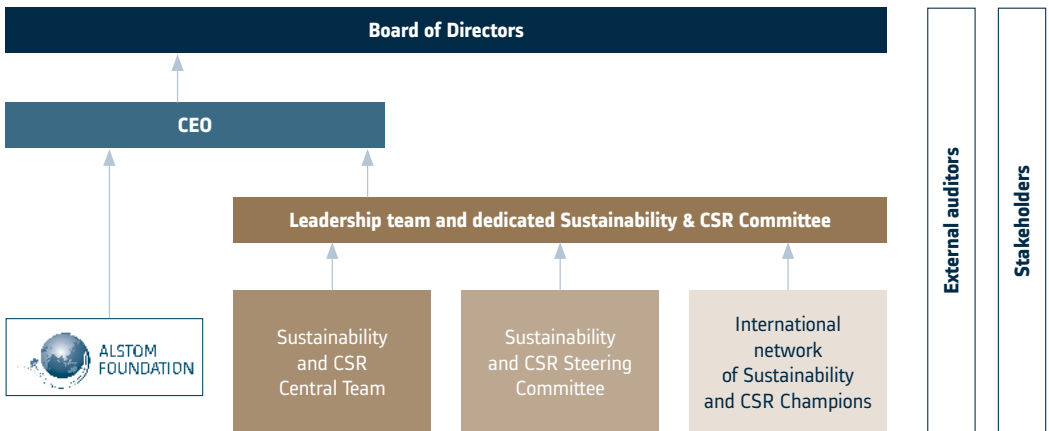 Board of Directors
CEO
Leadership team and dedicated Sustainability & CSR Committee
ALSTOM
FOUNDATION
Sustainability
and CSR
Central Team
Sustainability
and CSR Steering
Committee
International
network
of Sustainability
and CSR Champions
External auditors
Stakeholders